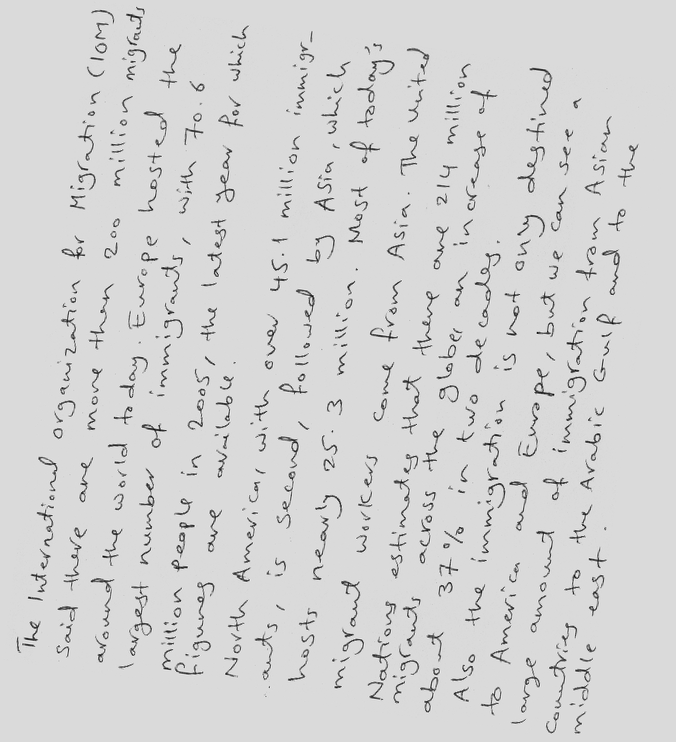 The International organization for Migration (IOM)
said there are more than 200 million migrants
around the world today. Europe hosted the
largest number of immigrants, with 70.6
million people in 2005, the latest year for which
figures are available.
North America, with over 45.1 million immigr-
ants, is second, followed by Asia, which
hosts nearly 25.3 million. Most of today's
migrant workers come from Asia. The United
Nations estimates that there are 214 million
migrants across the globe, an increase of
about 37% in two decades.
Also the immigration is not only destined
to America and Europe, but we can see a
large amount of immigration from Asian
countries to the Arabic Gulf and to the
middle east.